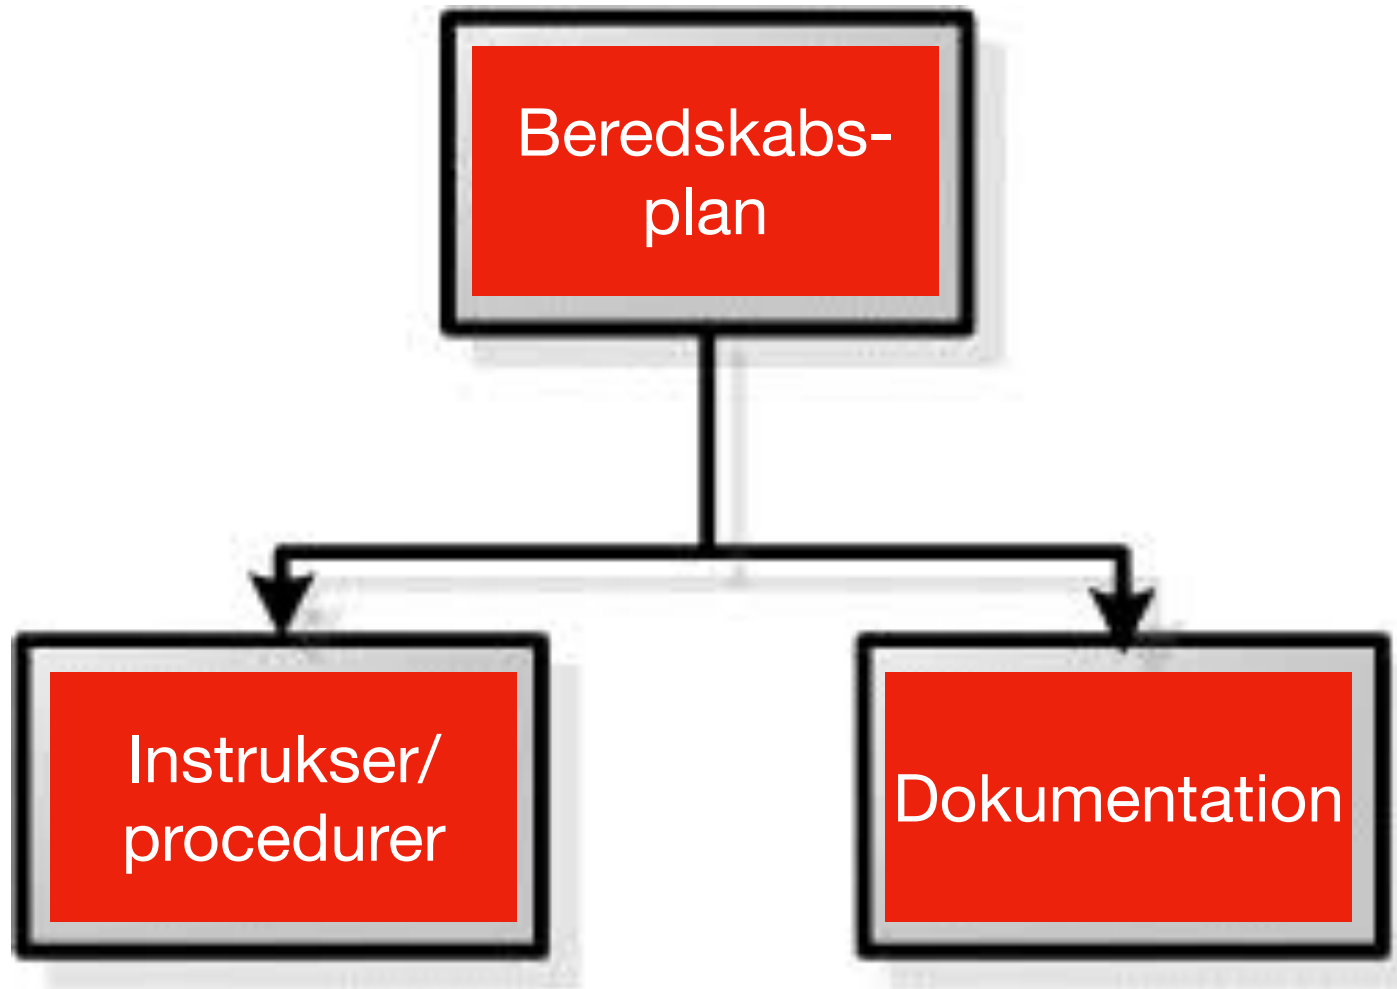 Beredskabs-
plan
Instrukser/
procedurer
Dokumentation